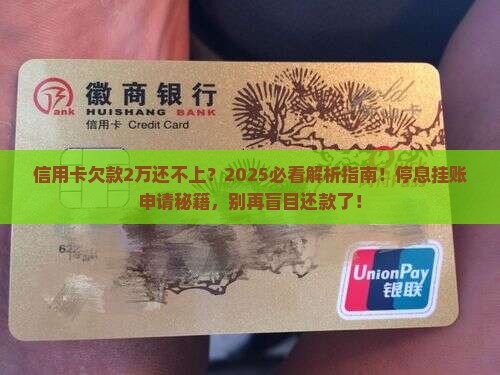 徽商银行
ank
HUISHANG BANK
信用卡 Credit Card
信用卡欠款2万还不上？2025必看解析指南！停息挂账
申请秘籍，别再盲目还款了！
UnionPay
银联